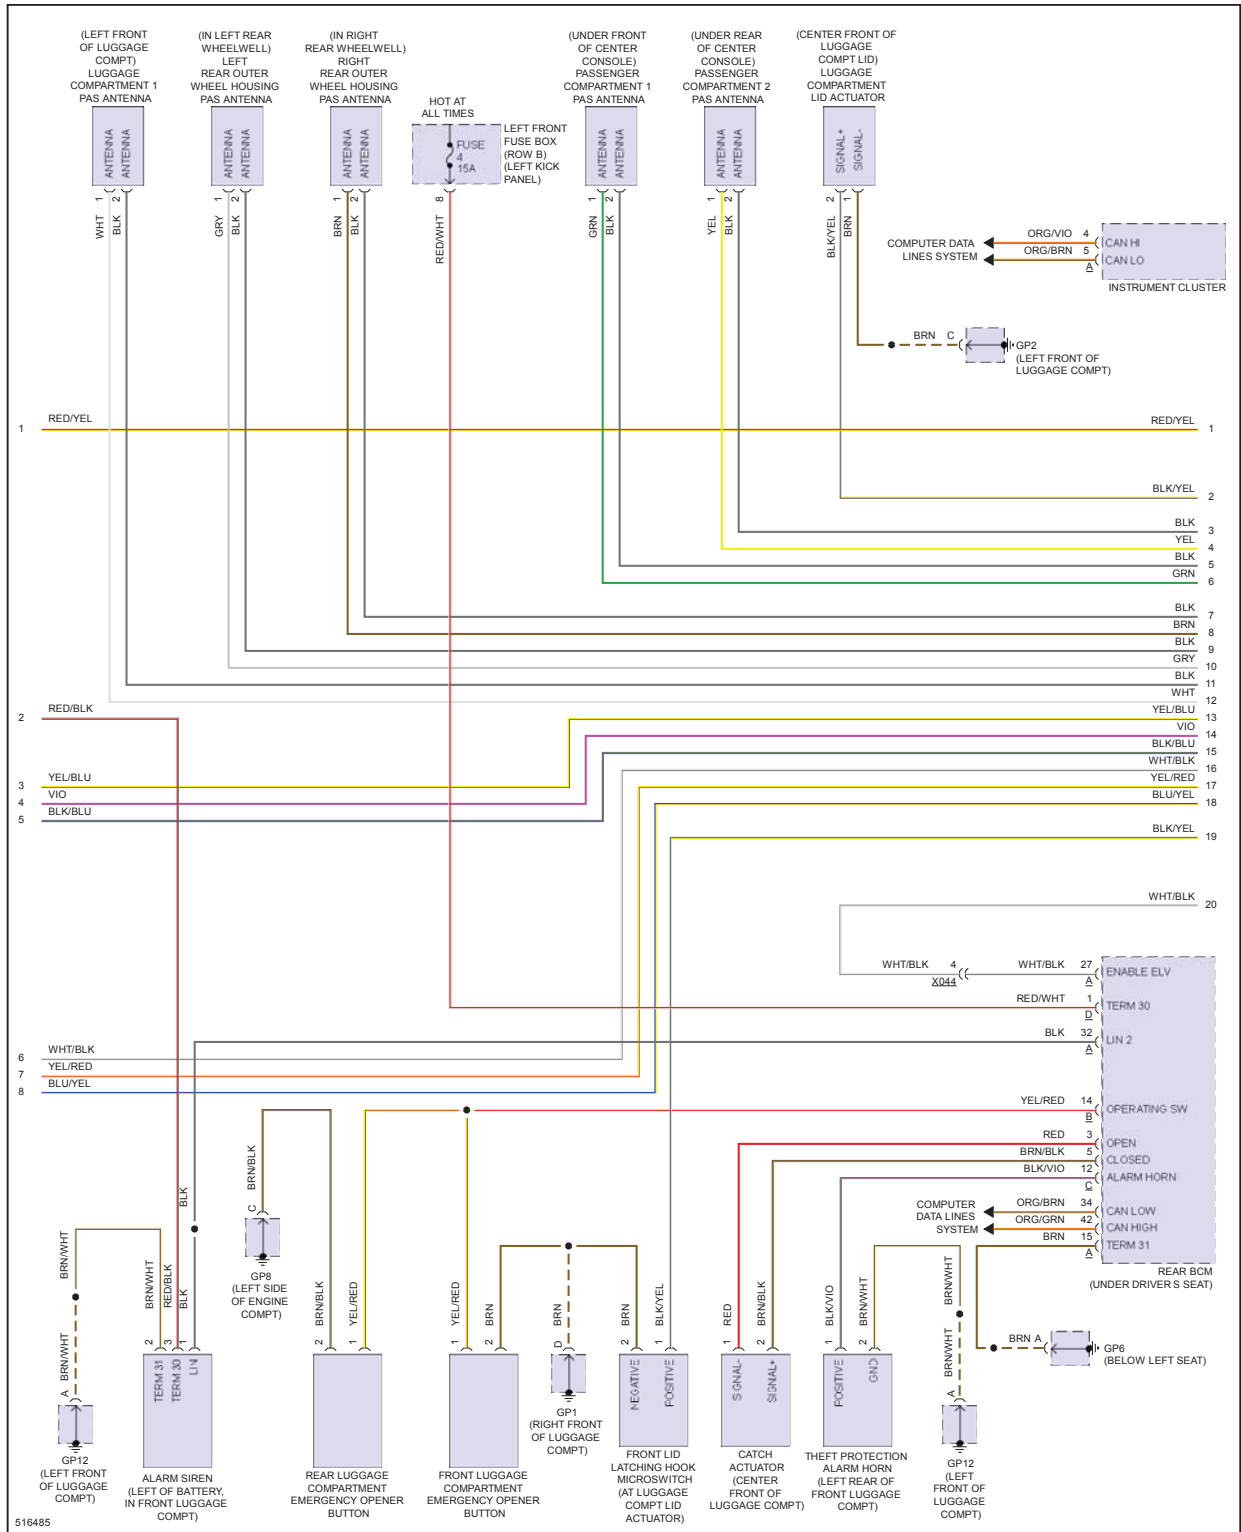 (LEFT FRONT
OF LUGGAGE
COMPT)
LUGGAGE
COMPARTMENT 1
PAS ANTENNA
(IN LEFT REAR
WHEELWELL)
LEFT
REAR OUTER
WHEEL HOUSING
PAS ANTENNA
(IN RIGHT
REAR WHEELWELL)
RIGHT
REAR OUTER
WHEEL HOUSING
PAS ANTENNA
HOT AT
ALL TIMES
(UNDER FRONT
OF CENTER
CONSOLE)
PASSENGER
COMPARTMENT 1
PAS ANTENNA
(UNDER REAR
OF CENTER
CONSOLE)
PASSENGER
COMPARTMENT 2
PAS ANTENNA
(CENTER FRONT OF
LUGGAGE
COMPT LID)
LUGGAGE
COMPARTMENT
LID ACTUATOR
ANTENNA
ANTENNA
ANTENNA
ANTENNA
ANTENNA
ANTENNA
FUSE
4
15A
LEFT FRONT
FUSE BOX
(ROW B)
(LEFT KICK
PANEL)
ANTENNA
ANTENNA
ANTENNA
ANTENNA
SIGNAL+
SIGNAL-
1
2
1
2
1
2
8
1
2
1
2
2
1
WHT
BLK
GRY
BLK
BRN
BLK
RED/WHT
GRN
BLK
YEL
BLK
BLK/YEL
BRN
COMPUTER DATA
LINES SYSTEM
ORG/VIO 4
ORG/BRN 5
A
CAN HI
CAN LO
INSTRUMENT CLUSTER
BRN C
GP2
(LEFT FRONT OF
LUGGAGE COMPT)
1 RED/YEL
RED/YEL 1
BLK/YEL 2
BLK 3
YEL 4
BLK 5
GRN 6
BLK 7
BRN 8
BLK 9
GRY 10
BLK 11
WHT 12
2 RED/BLK
YEL/BLU 13
VIO 14
BLK/BLU 15
WHT/BLK 16
3 YEL/BLU
YEL/RED 17
4 VIO
BLU/YEL 18
5 BLK/BLU
BLK/YEL 19
WHT/BLK 20
WHT/BLK 4
X044
WHT/BLK 27
A
ENABLE ELV
RED/WHT 1
D
TERM 30
BLK 32
A
LIN 2
6 WHT/BLK
7 YEL/RED
8 BLU/YEL
YEL/RED 14
B
OPERATING SW
RED 3
OPEN
BRN/BLK 5
CLOSED
BLK/VIO 12
C
ALARM HORN
COMPUTER
DATA LINES
SYSTEM
ORG/BRN 34
CAN LOW
ORG/GRN 42
CAN HIGH
BRN 15
A
TERM 31
REAR BCM
(UNDER DRIVER S SEAT)
BRN/BLK
C
GP8
(LEFT SIDE
OF ENGINE
COMPT)
BLK
BRN/WHT
BRN/WHT
A
GP12
(LEFT FRONT
OF LUGGAGE
COMPT)
BRN/WHT
RED/BLK
BLK
2
3
1
TERM 31
TERM 30
LIN
ALARM SIREN
(LEFT OF BATTERY,
IN FRONT LUGGAGE
COMPT)
BRN/BLK
YEL/RED
2
1
REAR LUGGAGE
COMPARTMENT
EMERGENCY OPENER
BUTTON
YEL/RED
BRN
1
2
FRONT LUGGAGE
COMPARTMENT
EMERGENCY OPENER
BUTTON
BRN
D
GP1
(RIGHT FRONT
OF LUGGAGE
COMPT)
BRN
BLK/YEL
2
1
NEGATIVE
POSITIVE
FRONT LID
LATCHING HOOK
MICROSWITCH
(AT LUGGAGE
COMPT LID
ACTUATOR)
RED
BRN/BLK
1
2
SIGNAL-
SIGNAL+
CATCH
ACTUATOR
(CENTER
FRONT OF
LUGGAGE COMPT)
BLK/VIO
BRN/WHT
1
2
POSITIVE
GND
THEFT PROTECTION
ALARM HORN
(LEFT REAR OF
FRONT LUGGAGE
COMPT)
BRN/WHT
BRN/WHT
A
GP12
(LEFT
FRONT OF
LUGGAGE
COMPT)
BRN A
GP6
(BELOW LEFT SEAT)
516485